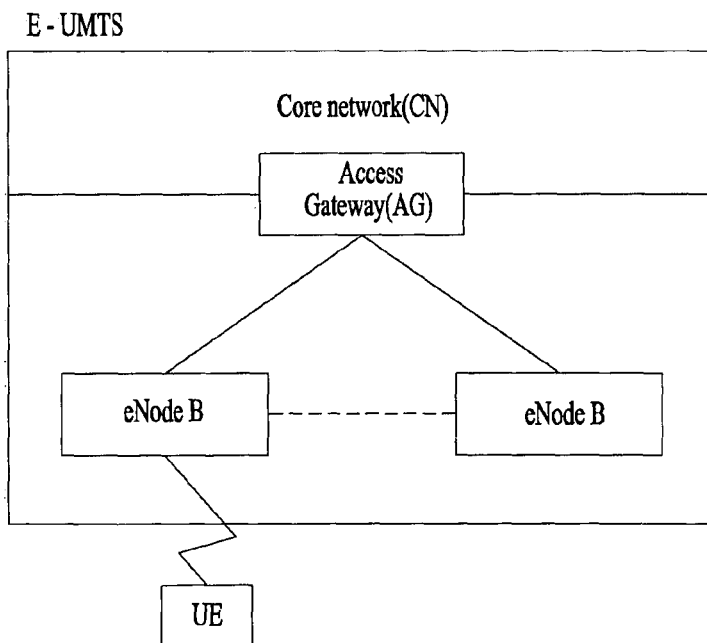 E - UMTS
Core network(CN)
Access
Gateway(AG)
eNode B
eNode B
UE